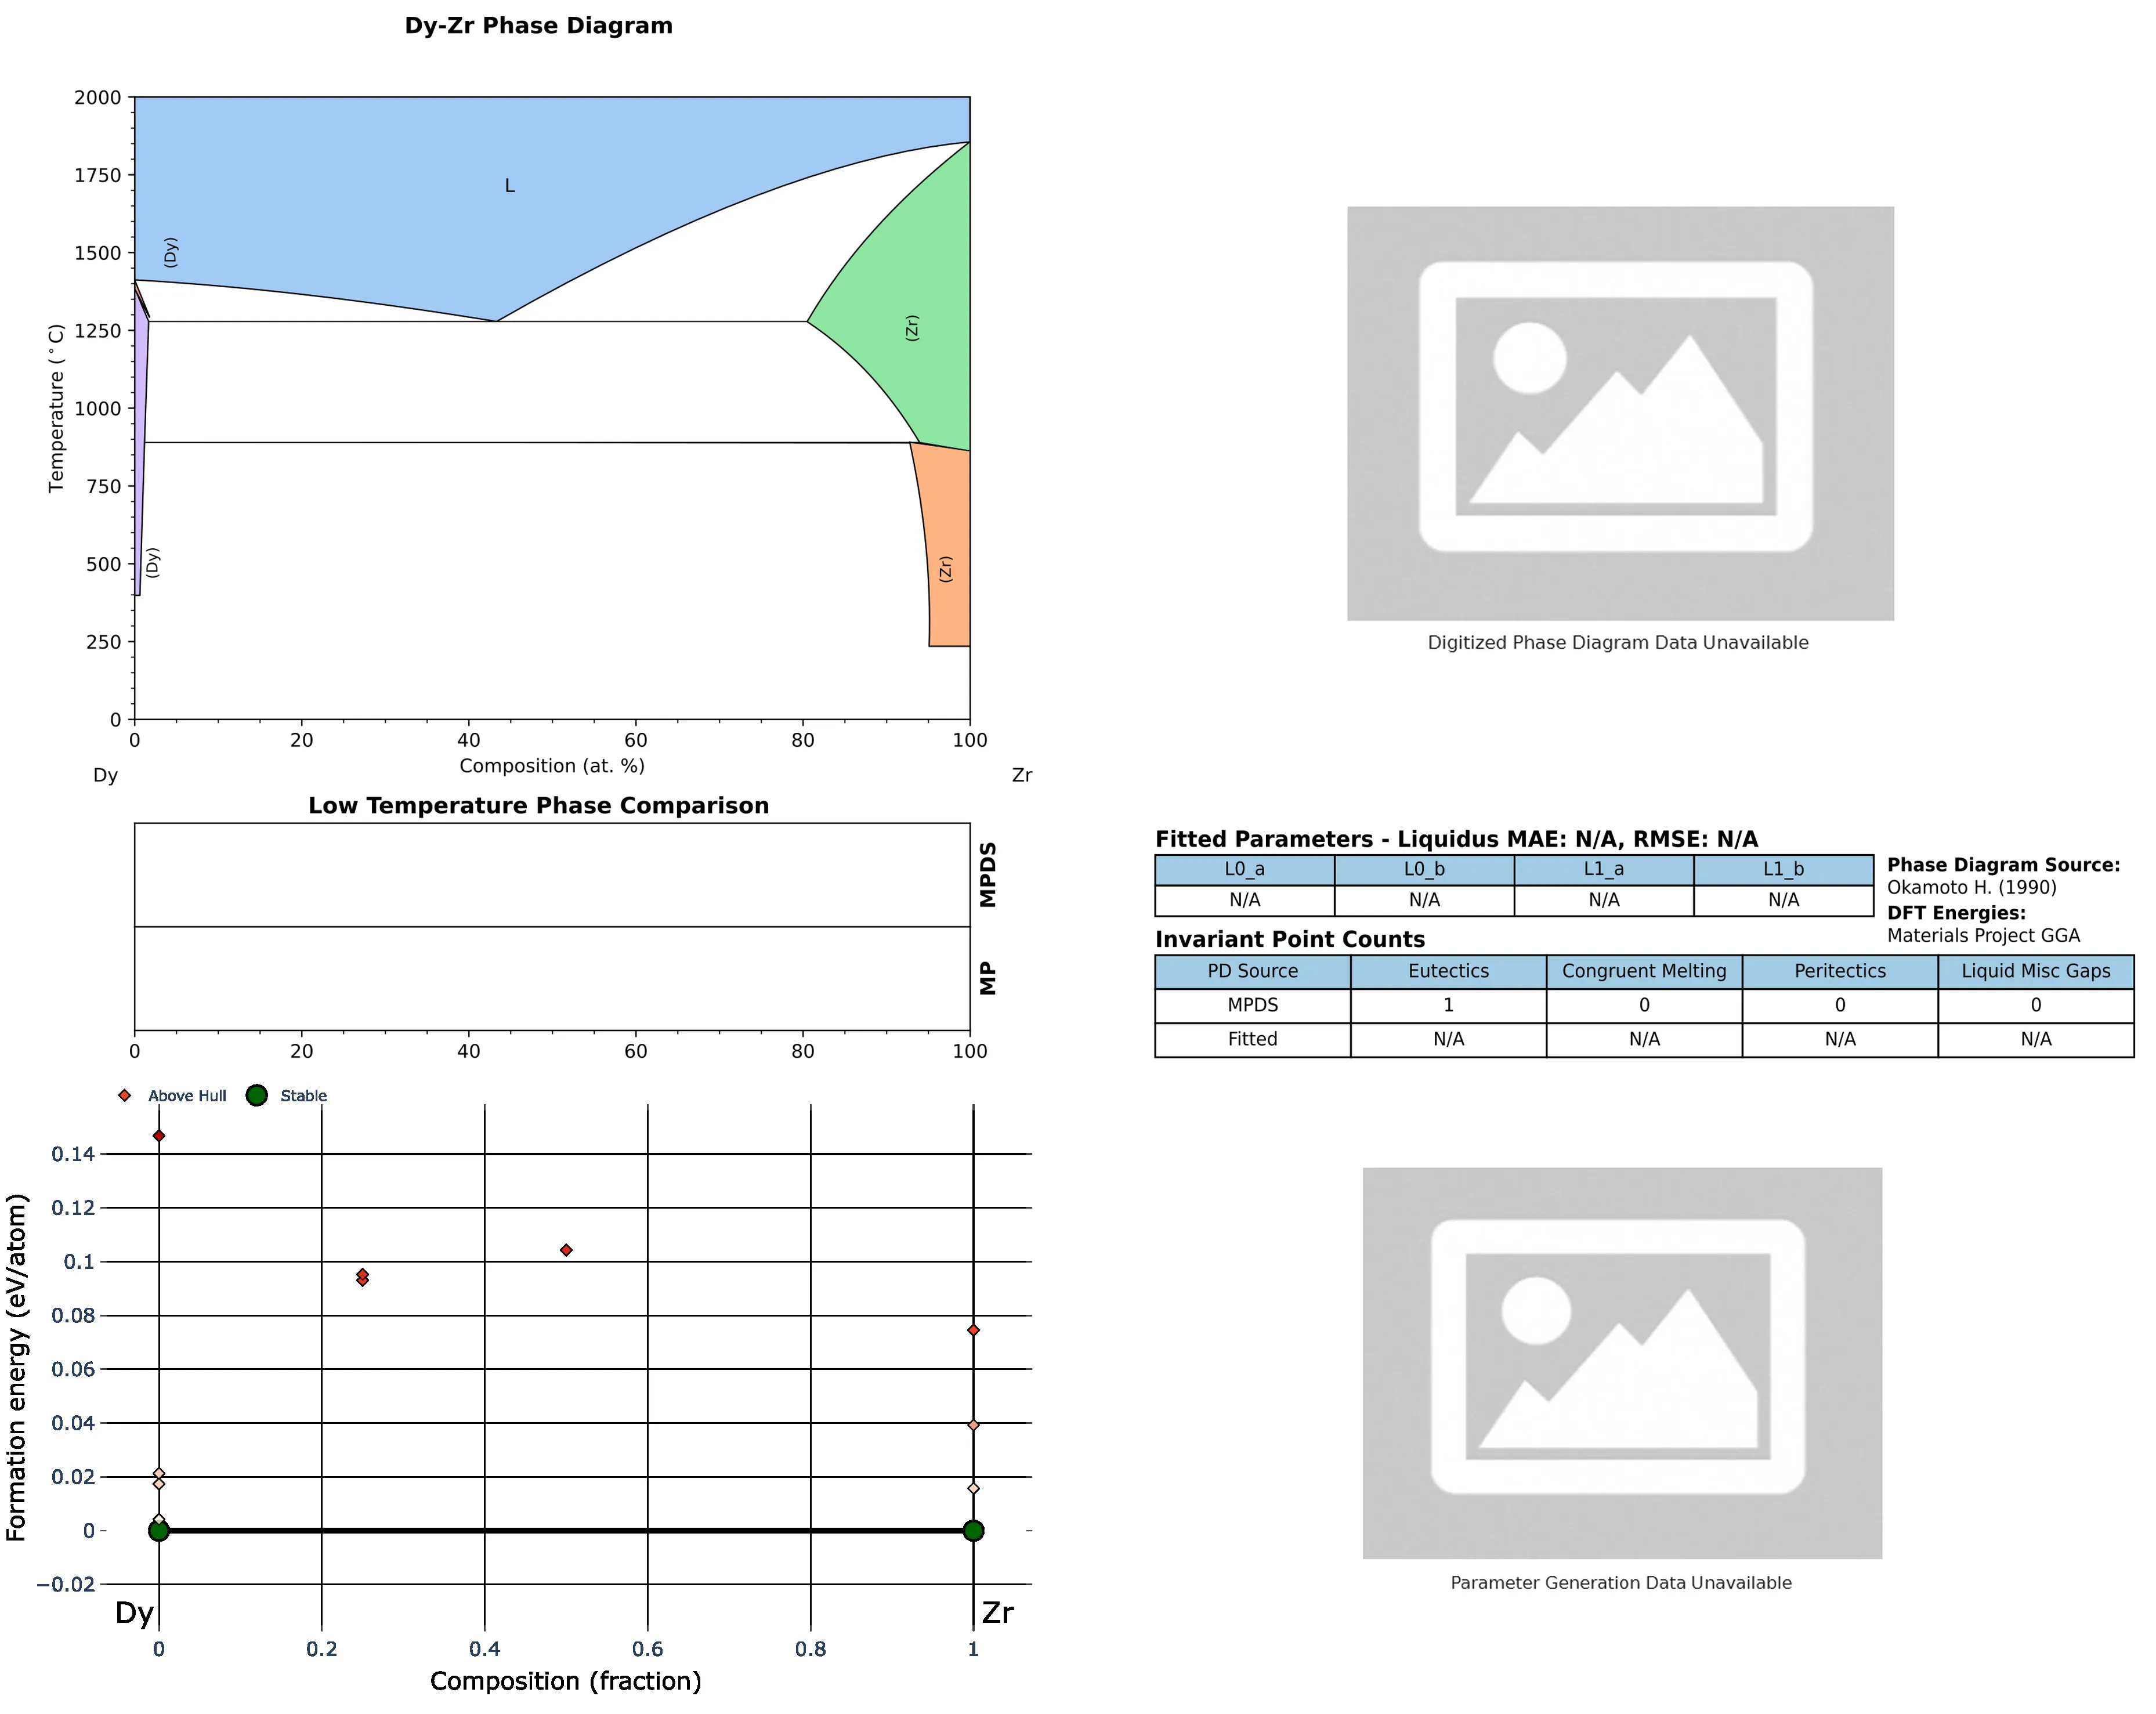 Dy-Zr Phase Diagram
2000
1750
1500
1250
1000
750
500
250
0
Temperature (°C)
L
(Dy)
(Dy)
(Zr)
(Zr)
0 20 40 60 80 100
Composition (at. %)
Dy Zr
Digitized Phase Diagram Data Unavailable
Low Temperature Phase Comparison
MPDS
MP
0 20 40 60 80 100
Fitted Parameters - Liquidus MAE: N/A, RMSE: N/A
L0_a L0_b L1_a L1_b
N/A N/A N/A N/A
Phase Diagram Source:
Okamoto H. (1990)
DFT Energies:
Materials Project GGA
Invariant Point Counts
PD Source Eutectics Congruent Melting Peritectics Liquid Misc Gaps
MPDS 1 0 0 0
Fitted N/A N/A N/A N/A
Above Hull Stable
0.14
0.12
0.1
0.08
0.06
0.04
0.02
0
−0.02
Formation energy (eV/atom)
Dy Zr
0 0.2 0.4 0.6 0.8 1
Composition (fraction)
Parameter Generation Data Unavailable